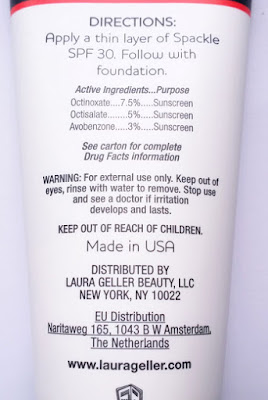 DIRECTIONS:
Apply a thin layer of Spackle
SPF 30. Follow with
foundation.
Active Ingredients...Purpose
Octinoxate....7.5%.....Sunscreen
Octisalate.......5%.....Sunscreen
Avobenzone.....3%.....Sunscreen
See carton for complete
Drug Facts information
WARNING: For external use only. Keep out of
eyes, rinse with water to remove. Stop use
and see a doctor if irritation
develops and lasts.
KEEP OUT OF REACH OF CHILDREN.
Made in USA
DISTRIBUTED BY
LAURA GELLER BEAUTY, LLC
NEW YORK, NY 10022
EU Distribution
Naritaweg 165, 1043 B W Amsterdam,
The Netherlands
www.laurageller.com